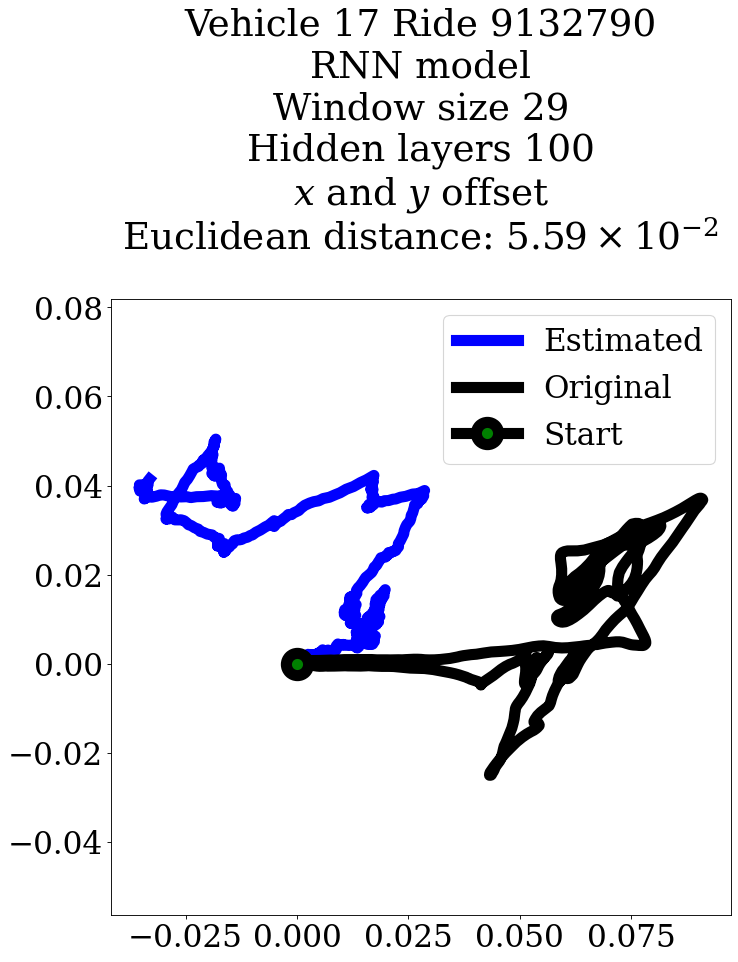 Vehicle 17 Ride 9132790
RNN model
Window size 29
Hidden layers 100
x and y offset
Euclidean distance: 5.59 × 10⁻²
Estimated
Original
Start
0.08
0.06
0.04
0.02
0.00
−0.02
−0.04
−0.025 0.000 0.025 0.050 0.075